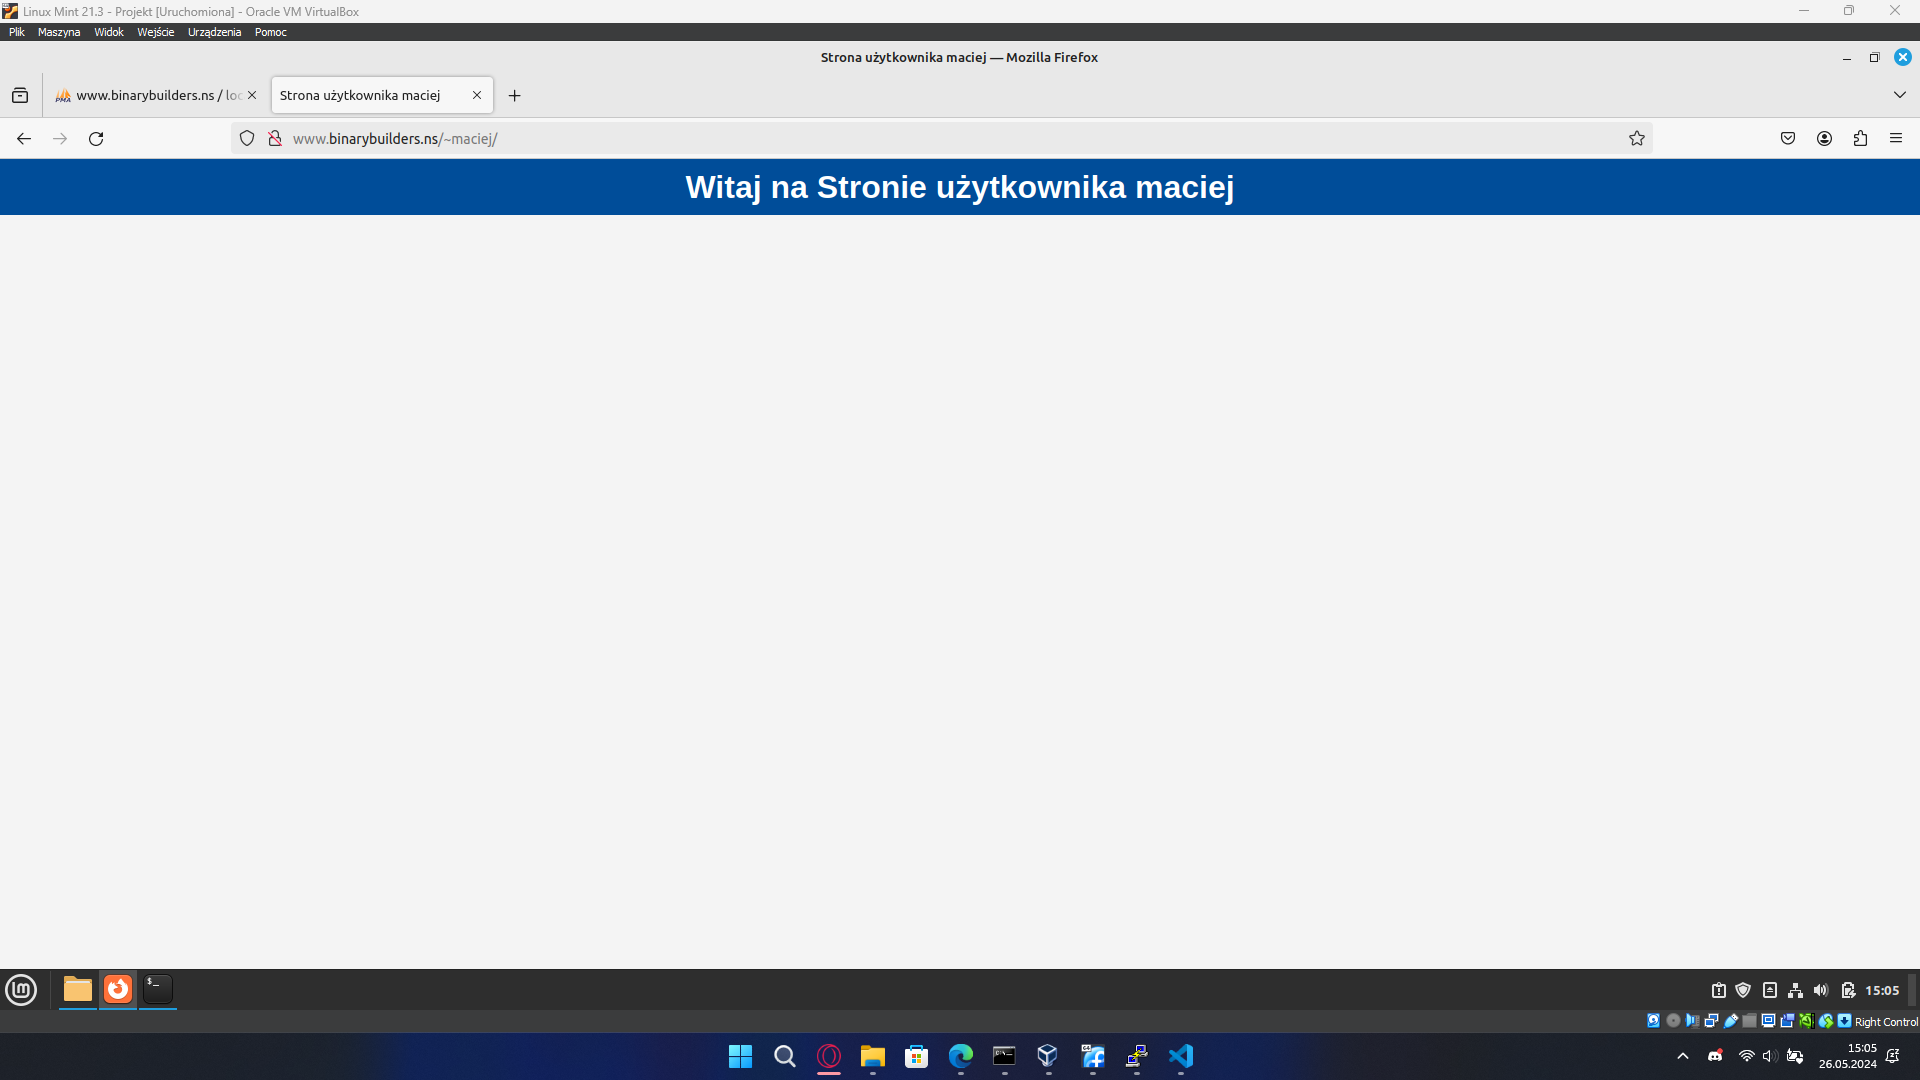 Linux Mint 21.3 - Projekt [Uruchomiona] - Oracle VM VirtualBox
Plik Maszyna Widok Wejście Urządzenia Pomoc
Strona użytkownika maciej — Mozilla Firefox
PMA www.binarybuilders.ns / loc
Strona użytkownika maciej
www.binarybuilders.ns/~maciej/
Witaj na Stronie użytkownika maciej
15:05
Right Control
15:05
26.05.2024